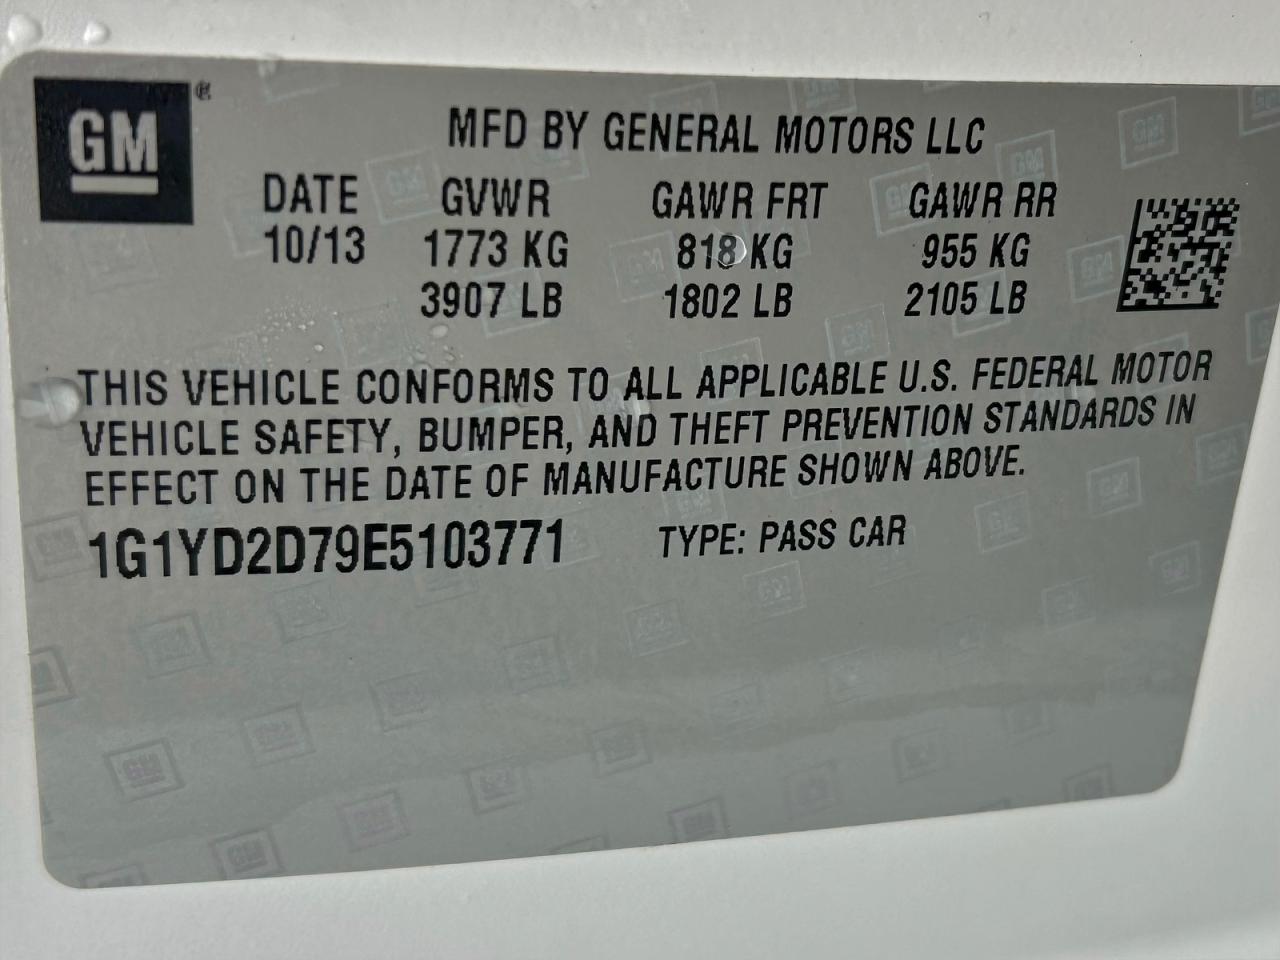 GM
MFD BY GENERAL MOTORS LLC
DATE GVWR GAWR FRT GAWR RR
10/13 1773 KG 818 KG 955 KG
3907 LB 1802 LB 2105 LB
THIS VEHICLE CONFORMS TO ALL APPLICABLE U.S. FEDERAL MOTOR
VEHICLE SAFETY, BUMPER, AND THEFT PREVENTION STANDARDS IN
EFFECT ON THE DATE OF MANUFACTURE SHOWN ABOVE.
1G1YD2D79E5103771 TYPE: PASS CAR